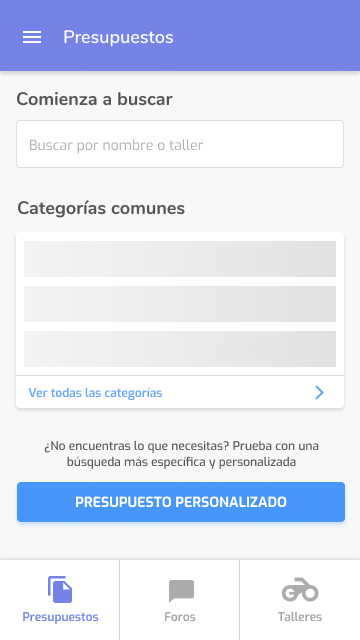 Presupuestos
Comienza a buscar
Buscar por nombre o taller
Categorías comunes
Ver todas las categorías
¿No encuentras lo que necesitas? Prueba con una
búsqueda más específica y personalizada
PRESUPUESTO PERSONALIZADO
Presupuestos
Foros
Talleres